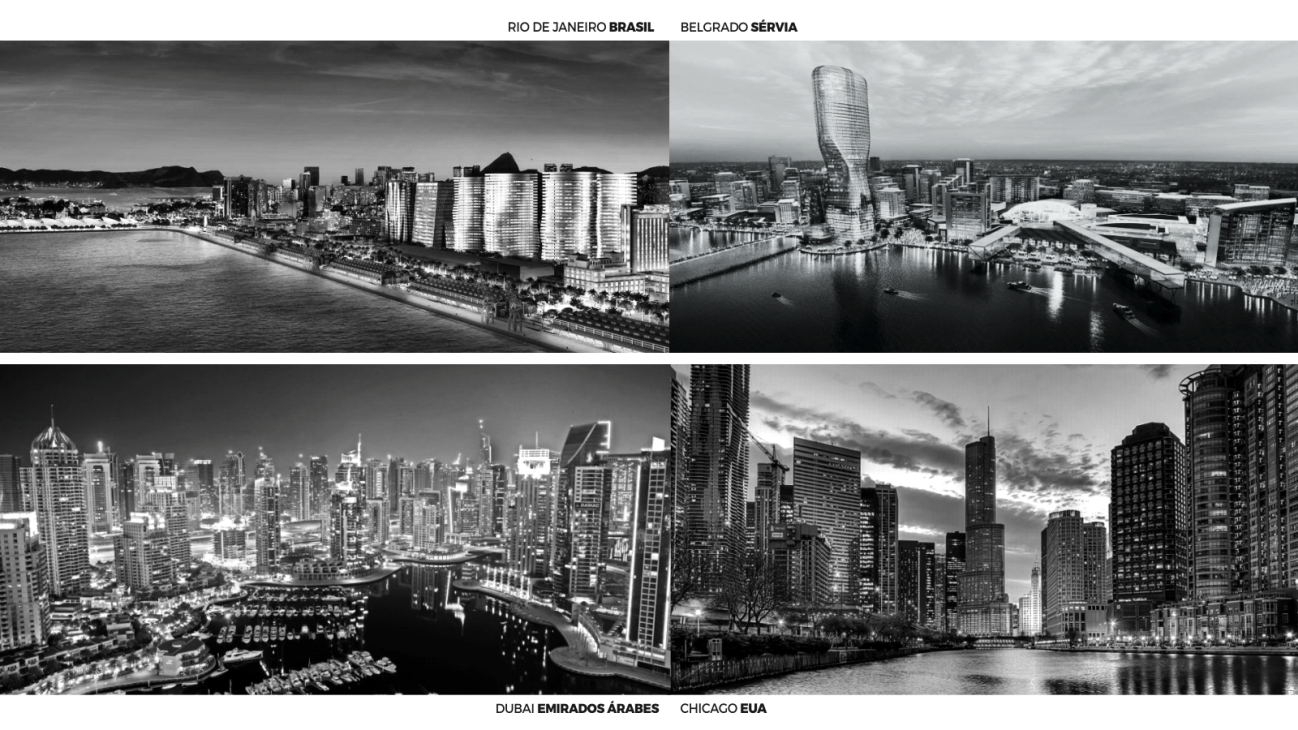 RIO DE JANEIRO BRASIL
BELGRADO SÉRVIA
DUBAI EMIRADOS ÁRABES
CHICAGO EUA